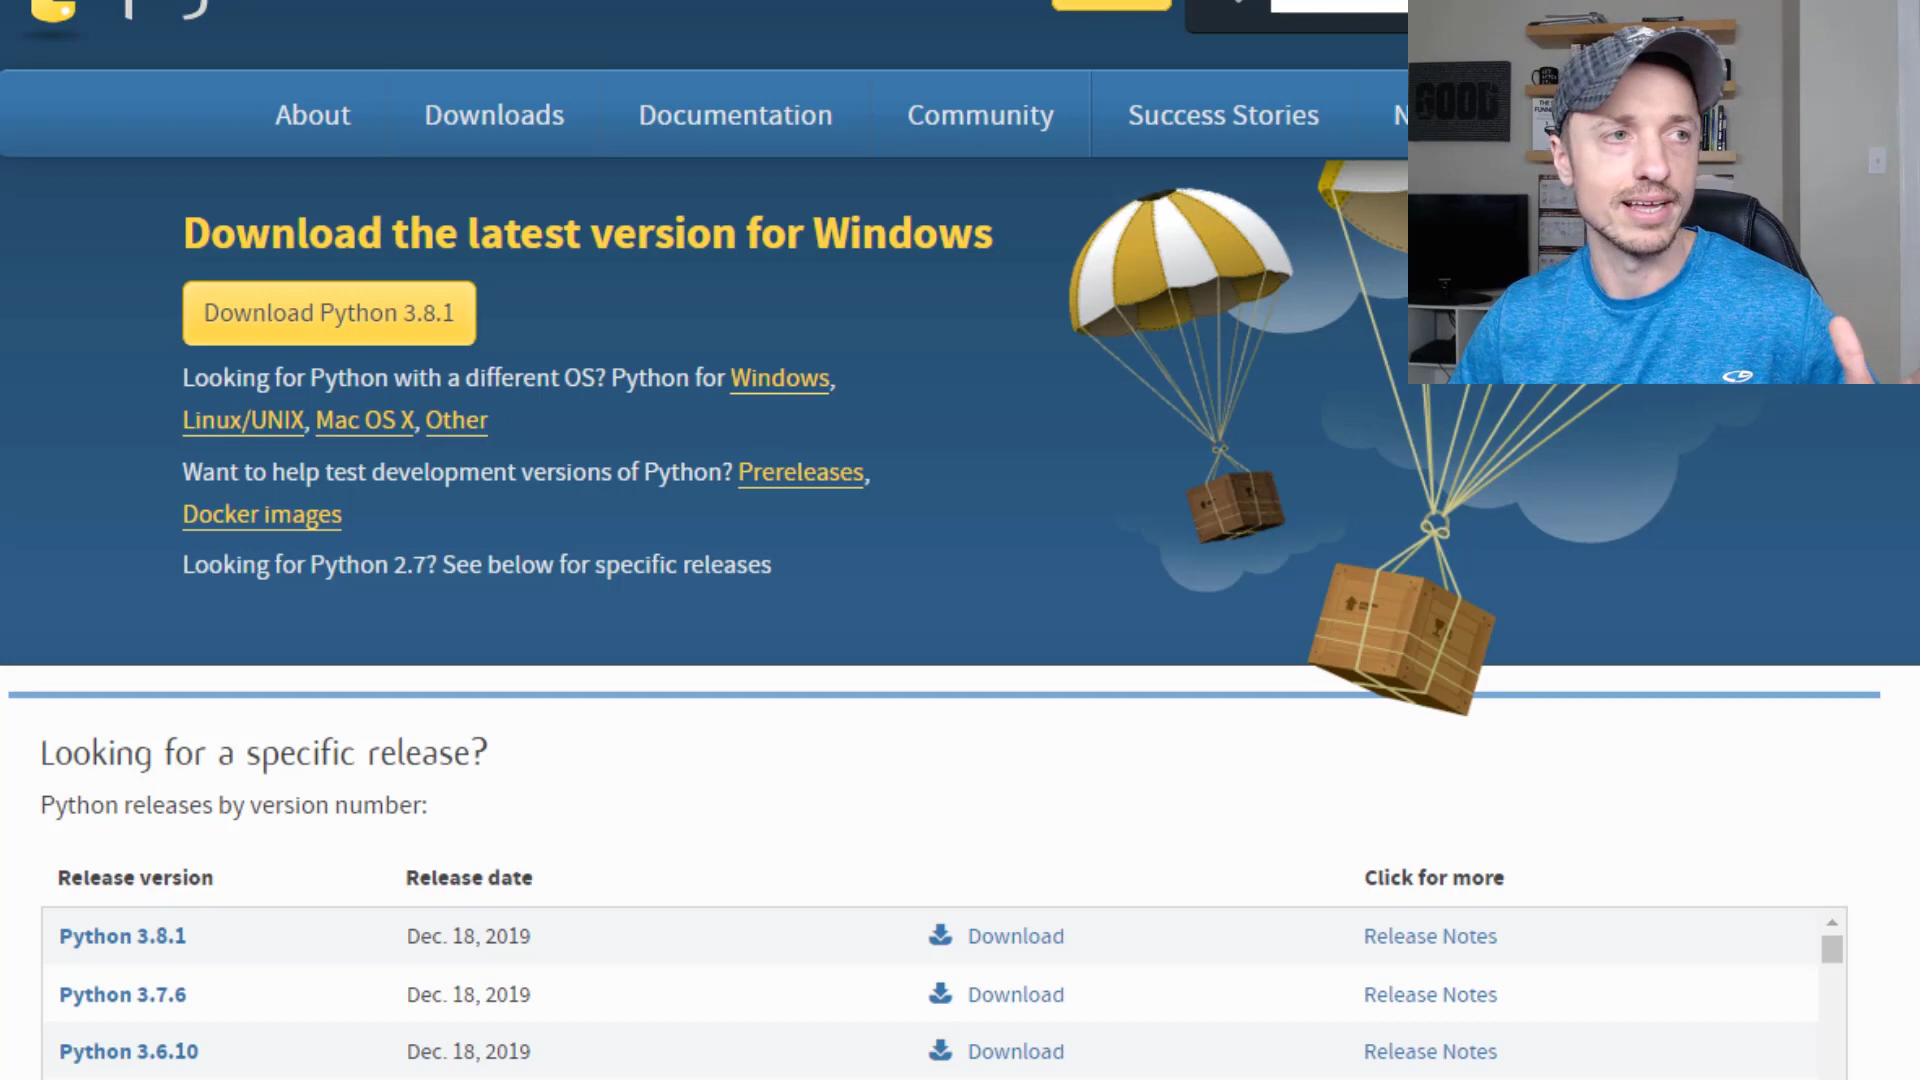 About Downloads Documentation Community Success Stories N
GOOD
Download the latest version for Windows
Download Python 3.8.1
Looking for Python with a different OS? Python for Windows,
Linux/UNIX, Mac OS X, Other
Want to help test development versions of Python? Prereleases,
Docker images
Looking for Python 2.7? See below for specific releases
Looking for a specific release?
Python releases by version number:
Release version Release date Click for more
Python 3.8.1 Dec. 18, 2019 Download Release Notes
Python 3.7.6 Dec. 18, 2019 Download Release Notes
Python 3.6.10 Dec. 18, 2019 Download Release Notes